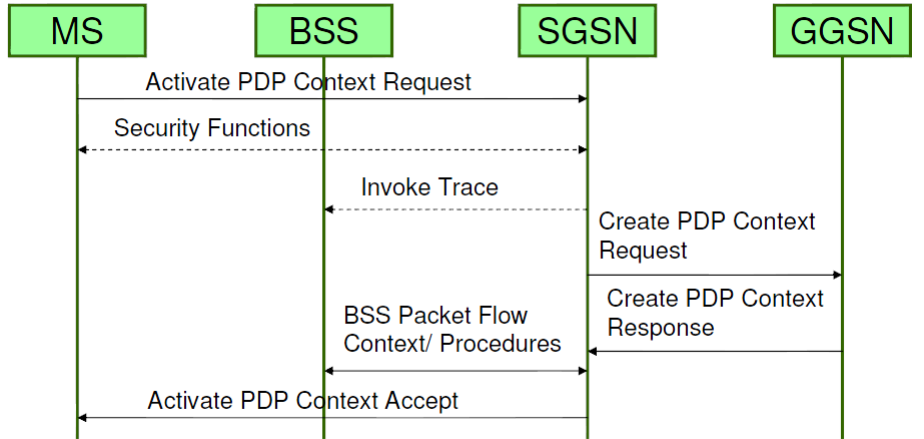 MS
BSS
SGSN
GGSN
Activate PDP Context Request
Security Functions
Invoke Trace
Create PDP Context
Request
Create PDP Context
Response
BSS Packet Flow
Context/ Procedures
Activate PDP Context Accept